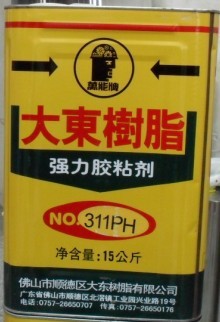 萬能牌
大東樹脂
强力胶粘剂
NO.311PH
净含量:15公斤
佛山市顺德区大东树脂有限公司
广东省佛山市顺德区北滘镇工业园兴业路19号
电话:0757-26650707 传真:0757-26650176